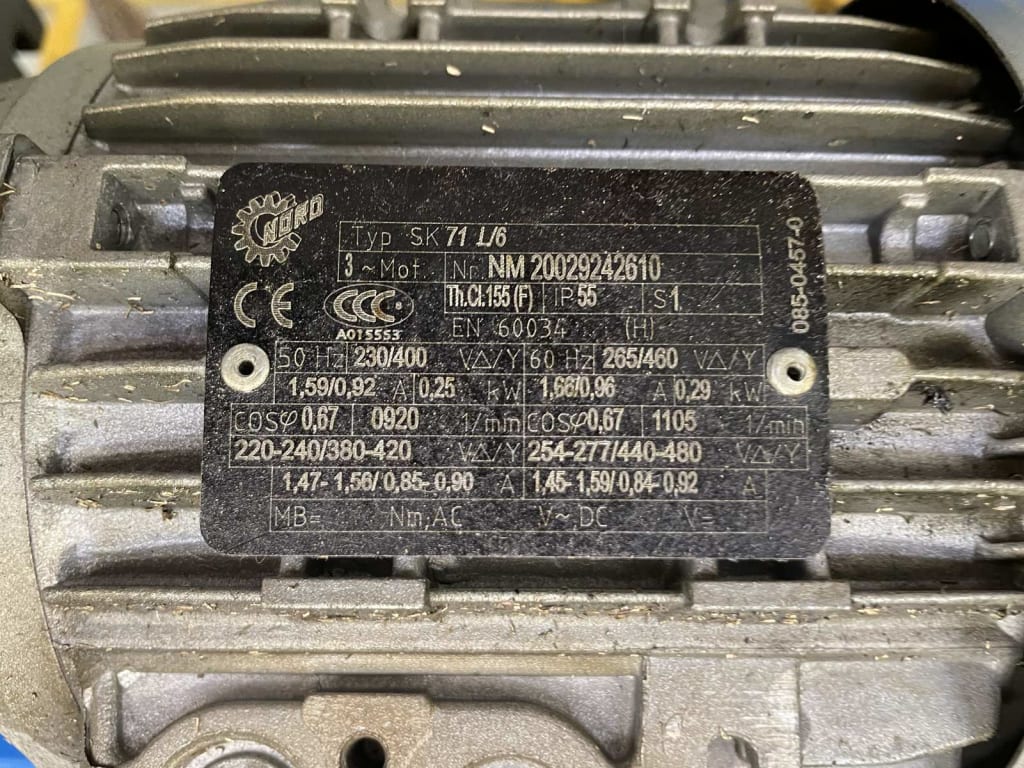 NORD
Typ SK 71 L/6
3 ~ Mot. Nr. NM 20029242610
CE CCC Th.Cl.155 (F) IP 55 S1
A015553
EN 60034 (H)
085-0457-0
50 Hz 230/400 V△/Y 60 Hz 265/460 V△/Y
1,59/0,92 A 0,25 kW 1,66/0,96 A 0,29 kW
cosφ 0,67 0920 1/min cosφ 0,67 1105 1/min
220-240/380-420 V△/Y 254-277/440-480 V△/Y
1,47- 1,56/ 0,85- 0,90 A 1,45- 1,59/ 0,84- 0,92 A
MB= Nm,AC V~,DC V=